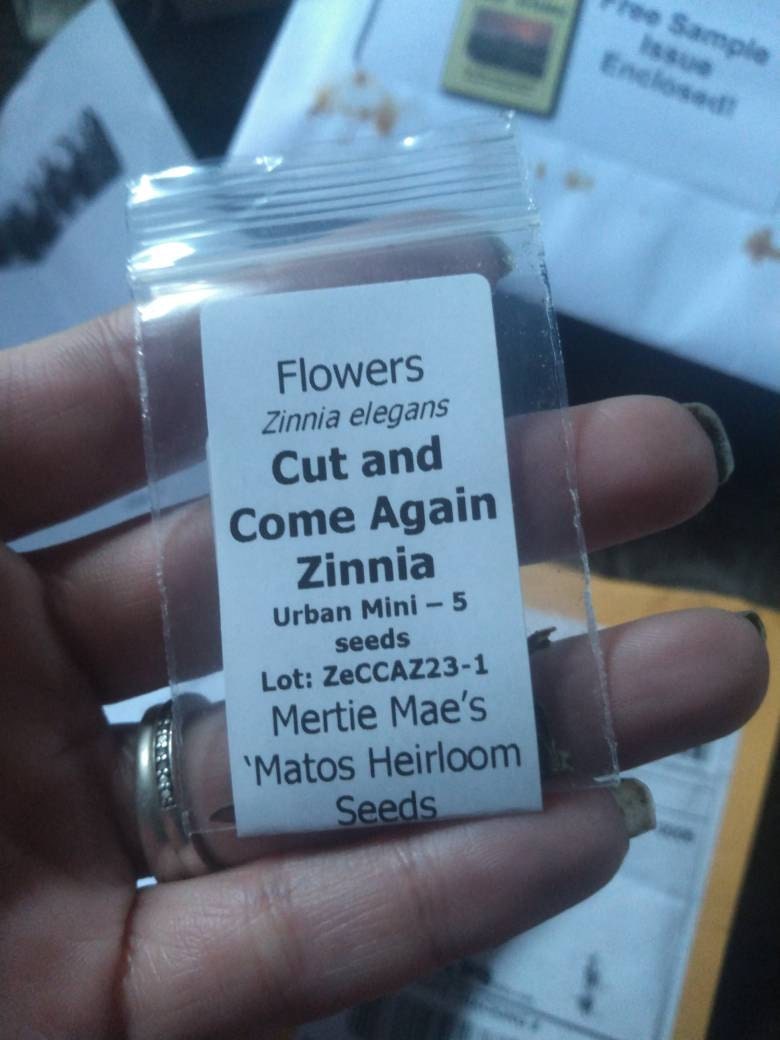 Free Sample
Issue
Enclosed!
Flowers
Zinnia elegans
Cut and
Come Again
Zinnia
Urban Mini – 5
seeds
Lot: ZeCCAZ23-1
Mertie Mae's
'Matos Heirloom
Seeds